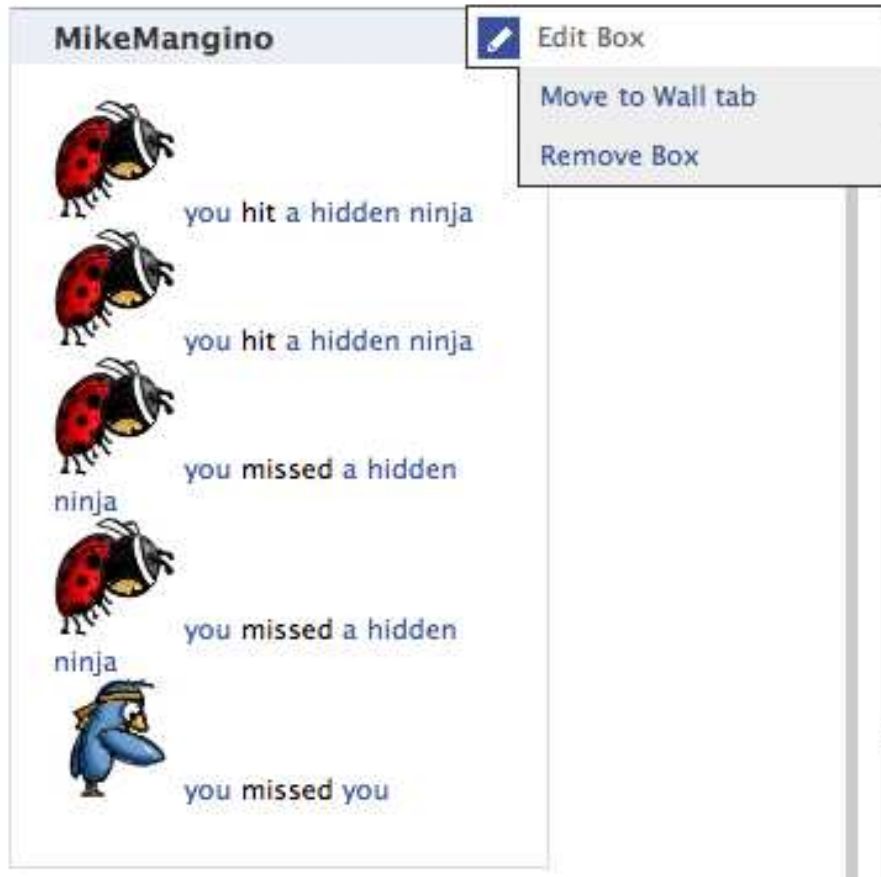 MikeMangino
Edit Box
Move to Wall tab
Remove Box
you hit a hidden ninja
you hit a hidden ninja
you missed a hidden
ninja
you missed a hidden
ninja
you missed you